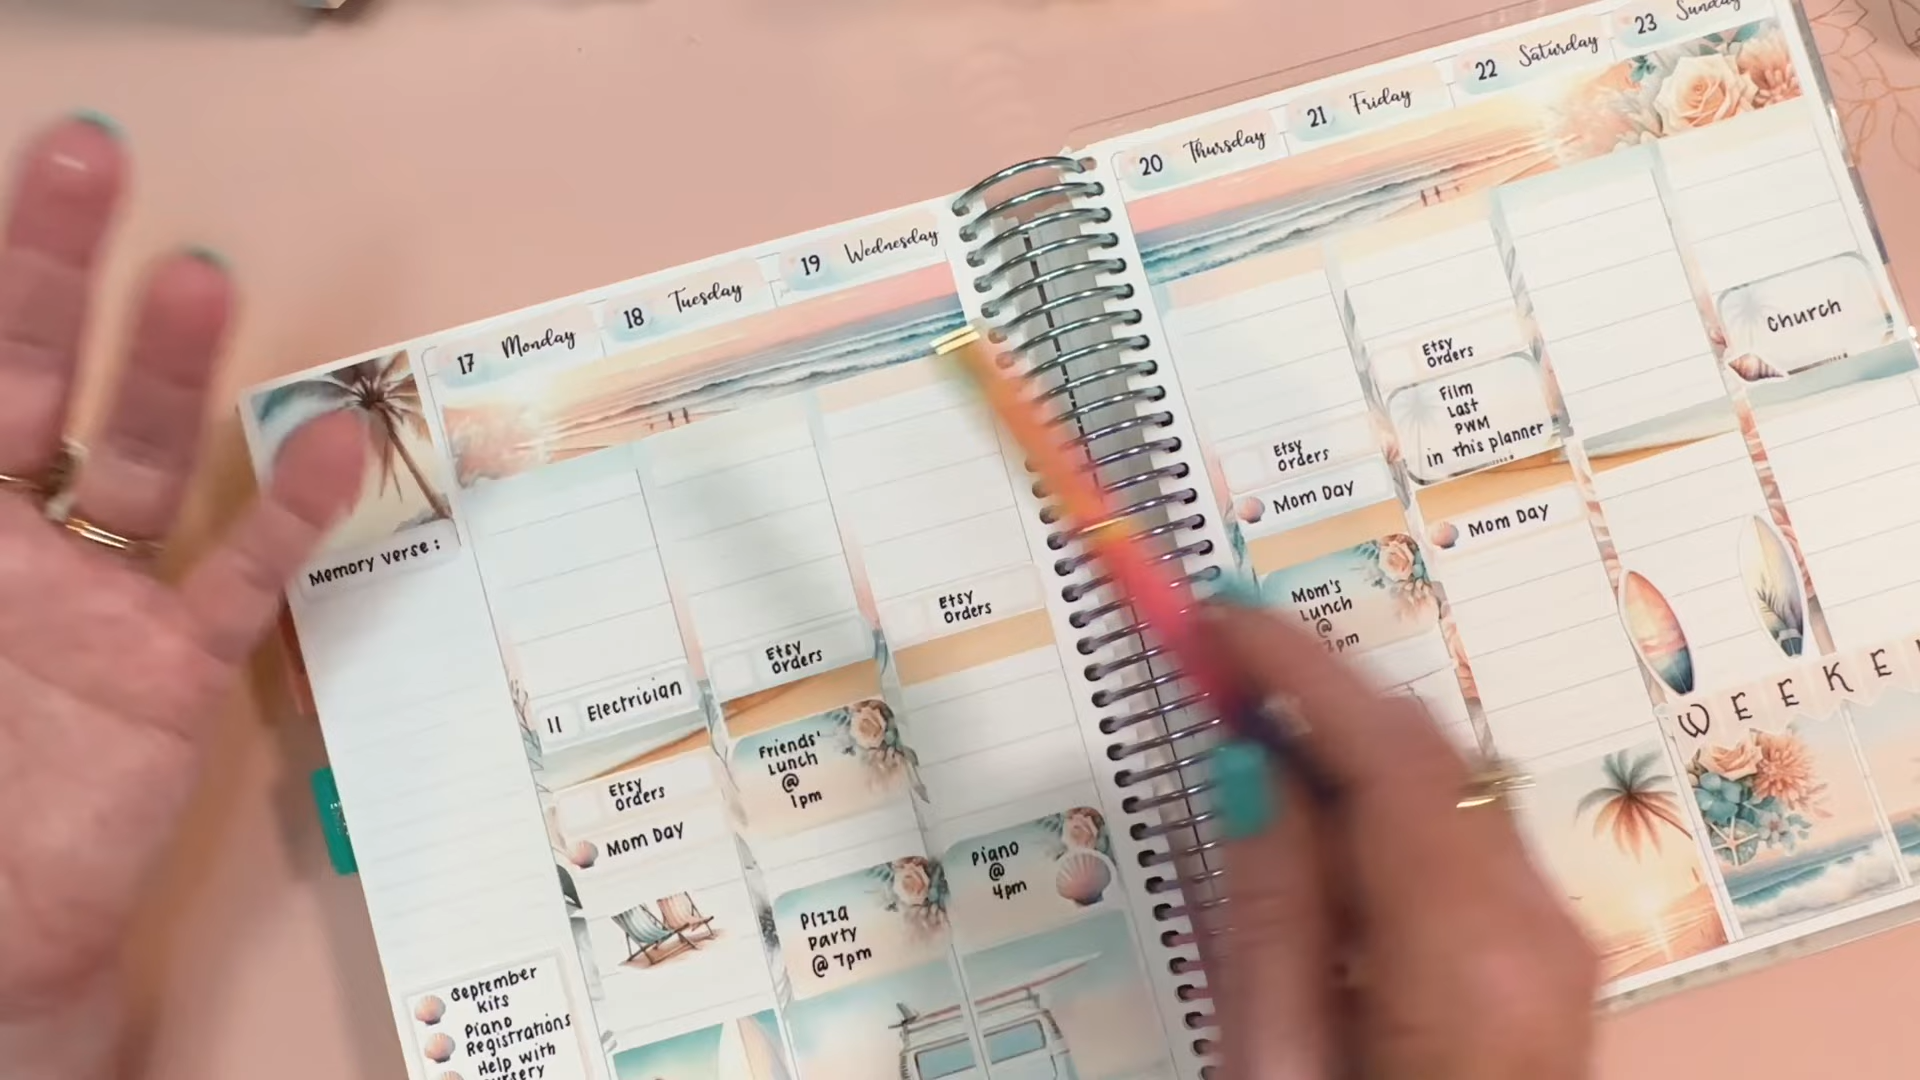 17 Monday
18 Tuesday
19 Wednesday
20 Thursday
21 Friday
22 Saturday
23 Sunday
Memory Verse:
September
Kits
Piano
Registrations
Help with
11 Electrician
Etsy
Orders
Mom Day
Etsy
Orders
Friends'
Lunch
@
1pm
Pizza
Party
@ 7pm
Etsy
Orders
Piano
@
4pm
Etsy
Orders
Mom Day
Mom's
Lunch
@
Etsy
Orders
Film
Last
PWM
in this planner
Mom Day
Church